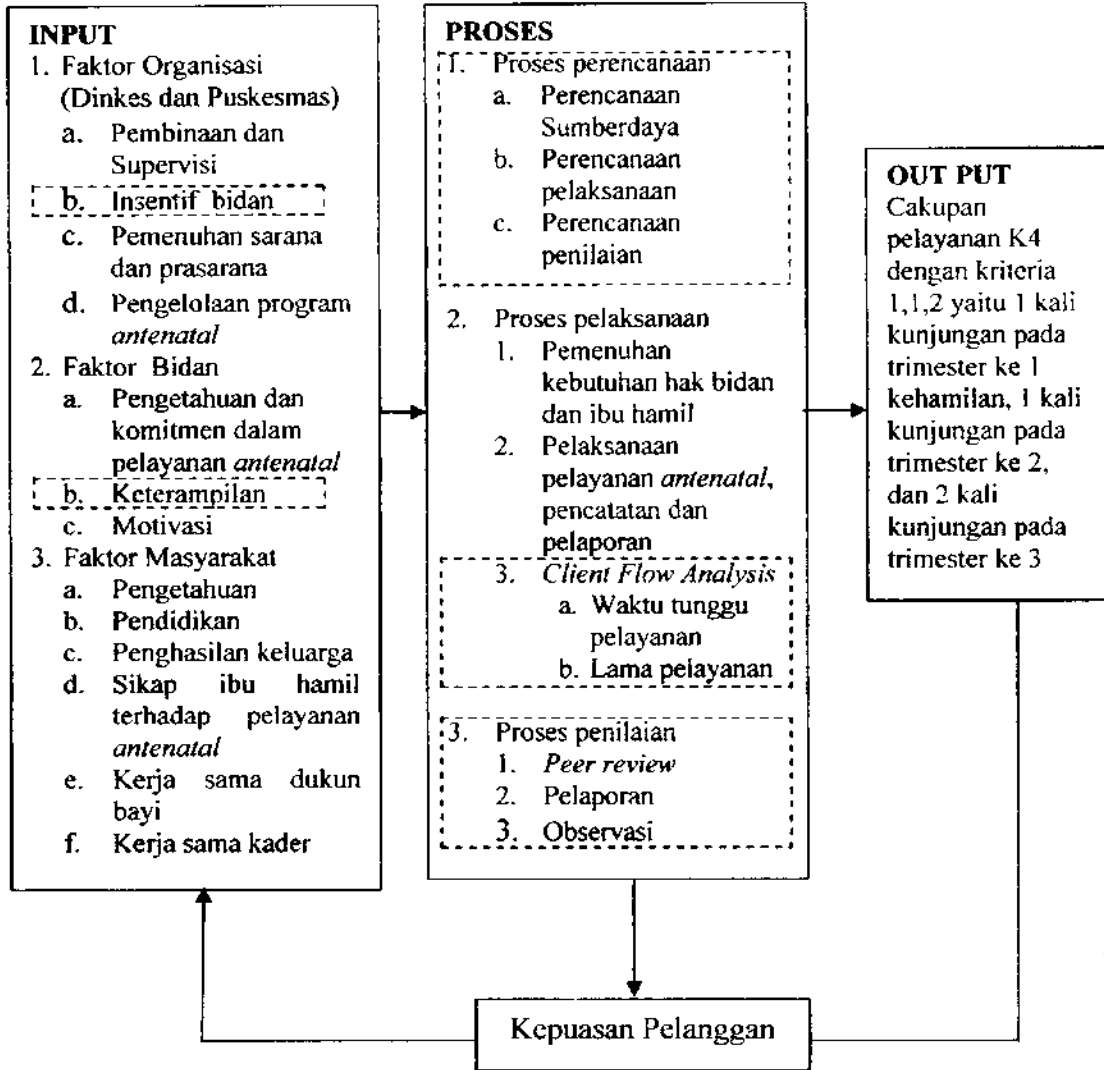 INPUT
1. Faktor Organisasi
(Dinkes dan Puskesmas)
a. Pembinaan dan
Supervisi
b. Insentif bidan
c. Pemenuhan sarana
dan prasarana
d. Pengelolaan program
antenatal
2. Faktor Bidan
a. Pengetahuan dan
komitmen dalam
pelayanan antenatal
b. Keterampilan
c. Motivasi
3. Faktor Masyarakat
a. Pengetahuan
b. Pendidikan
c. Penghasilan keluarga
d. Sikap ibu hamil
terhadap pelayanan
antenatal
e. Kerja sama dukun
bayi
f. Kerja sama kader
PROSES
1. Proses perencanaan
a. Perencanaan
Sumberdaya
b. Perencanaan
pelaksanaan
c. Perencanaan
penilaian
2. Proses pelaksanaan
1. Pemenuhan
kebutuhan hak bidan
dan ibu hamil
2. Pelaksanaan
pelayanan antenatal,
pencatatan dan
pelaporan
3. Client Flow Analysis
a. Waktu tunggu
pelayanan
b. Lama pelayanan
3. Proses penilaian
1. Peer review
2. Pelaporan
3. Observasi
OUT PUT
Cakupan
pelayanan K4
dengan kriteria
1,1,2 yaitu 1 kali
kunjungan pada
trimester ke 1
kehamilan, 1 kali
kunjungan pada
trimester ke 2,
dan 2 kali
kunjungan pada
trimester ke 3
Kepuasan Pelanggan